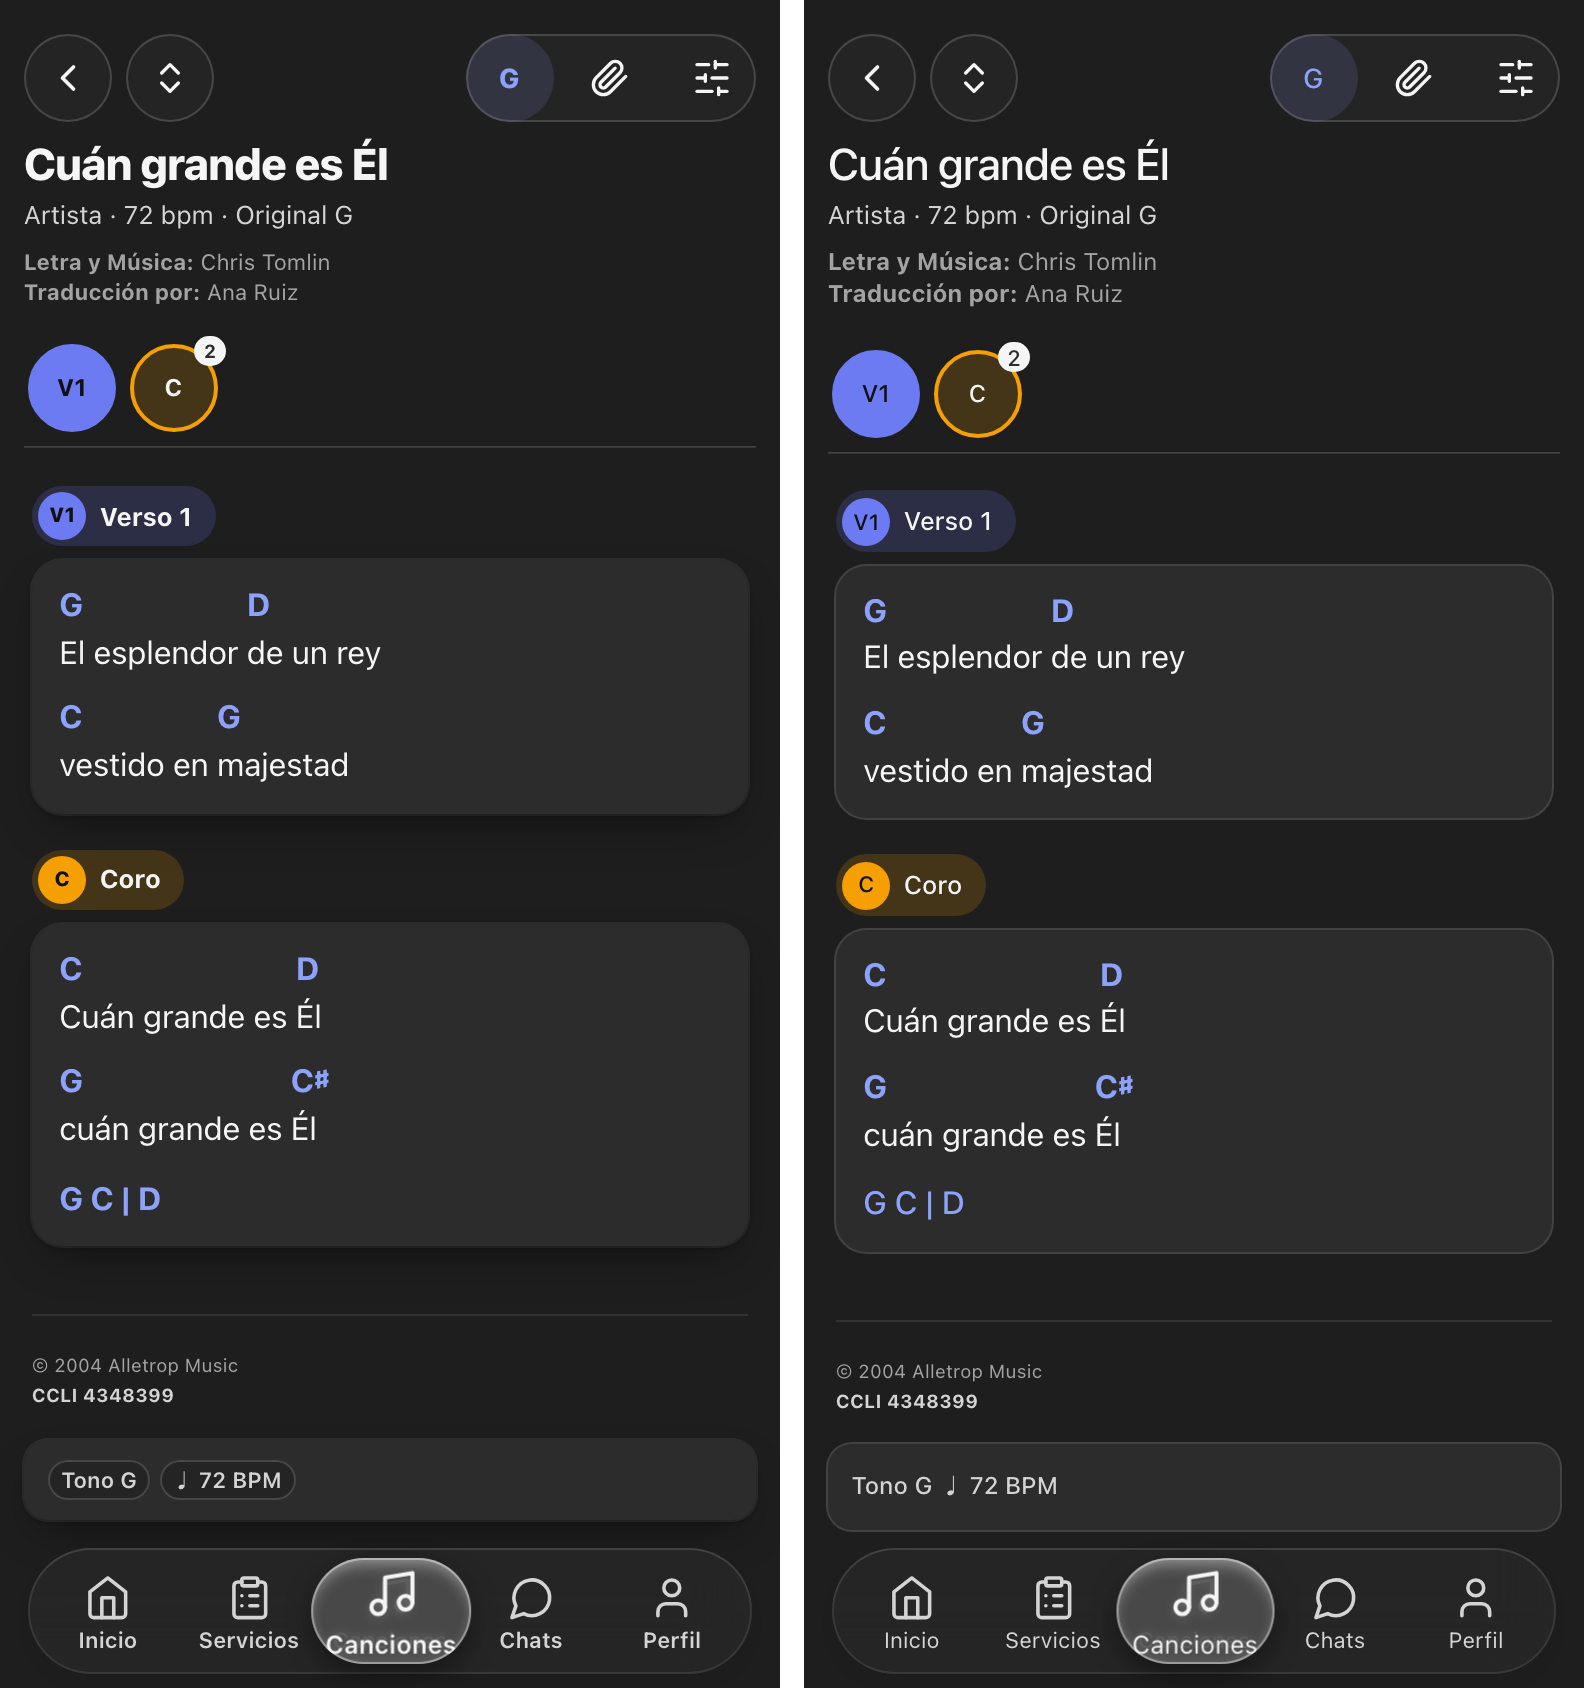 G
Cuán grande es Él
Artista · 72 bpm · Original G
Letra y Música: Chris Tomlin
Traducción por: Ana Ruiz
V1 C 2
V1 Verso 1
G D
El esplendor de un rey
C G
vestido en majestad
C Coro
C D
Cuán grande es Él
G C#
cuán grande es Él
G C | D
© 2004 Alletrop Music
CCLI 4348399
Tono G ♩ 72 BPM
Inicio Servicios Canciones Chats Perfil
G
Cuán grande es Él
Artista · 72 bpm · Original G
Letra y Música: Chris Tomlin
Traducción por: Ana Ruiz
V1 C 2
V1 Verso 1
G D
El esplendor de un rey
C G
vestido en majestad
C Coro
C D
Cuán grande es Él
G C#
cuán grande es Él
G C | D
© 2004 Alletrop Music
CCLI 4348399
Tono G ♩ 72 BPM
Inicio Servicios Canciones Chats Perfil